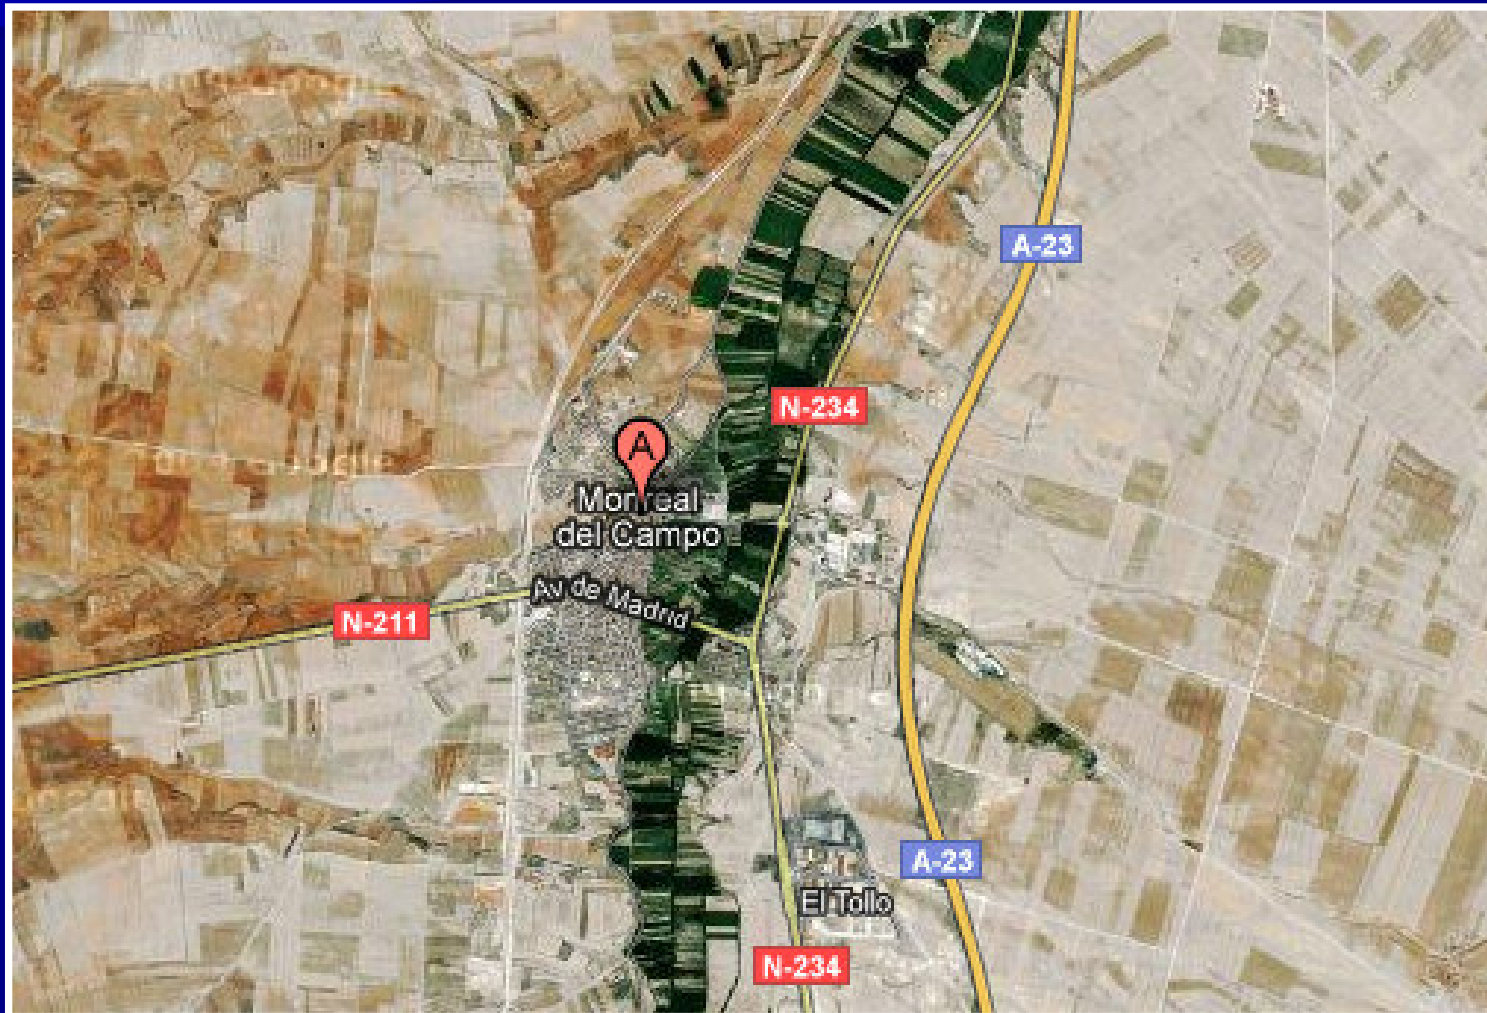 A-23
N-234
A
Monreal
del Campo
Av de Madrid
N-211
A-23
El Tollo
N-234